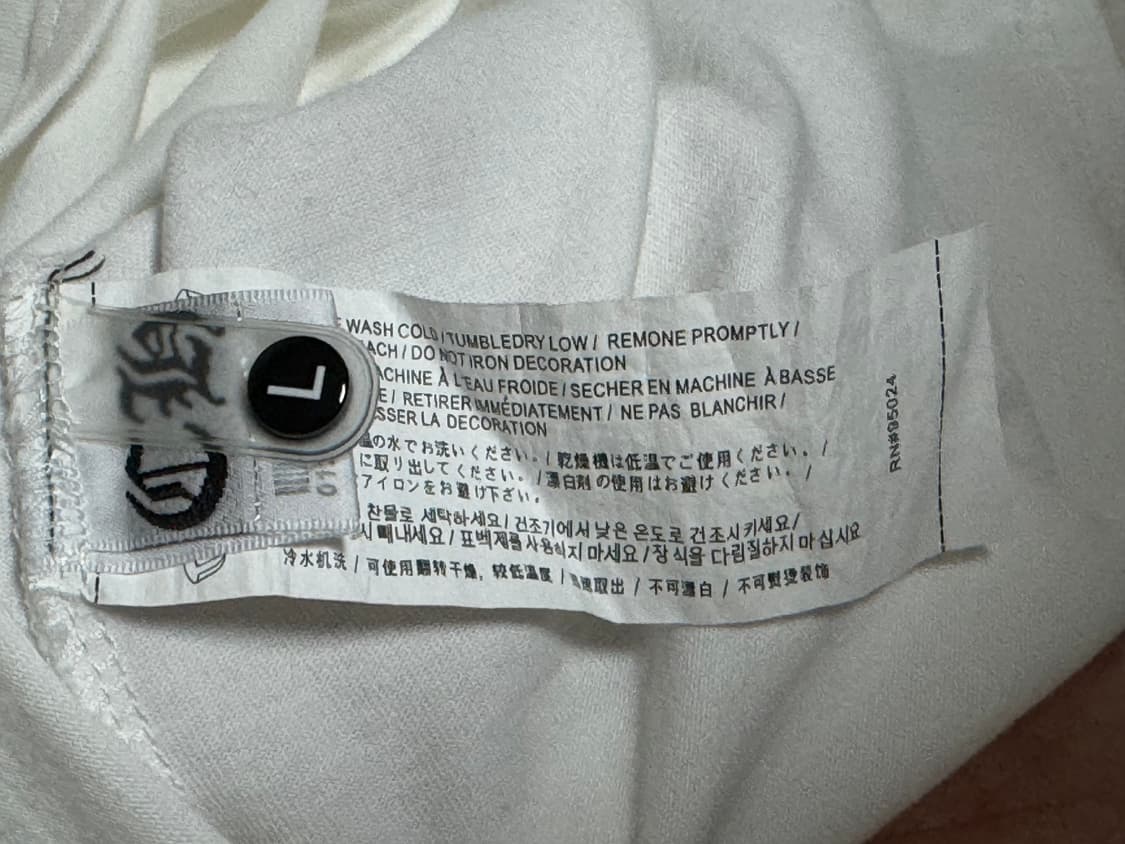 WASH COLD / TUMBLEDRY LOW / REMONE PROMPTLY /
ACH / DO NOT IRON DECORATION
ACHINE À L'EAU FROIDE / SECHER EN MACHINE À BASSE
E / RETIRER IMMÉDIATEMENT / NE PAS BLANCHIR /
SSER LA DECORATION
温の水でお洗いください。/ 乾燥機は低温でご使用ください。/
に取り出してください。/ 漂白剤の使用はお避けください。/
アイロンをお避け下さい。
찬물로 세탁하세요/ 건조기에서 낮은 온도로 건조시키세요/
시 빼내세요 / 표백제를 사용하지 마세요 / 장식을 다림질하지 마십시오
冷水机洗 / 可使用翻转干燥，较低温度 / 迅速取出 / 不可漂白 / 不可熨烫装饰
RN#95024
L